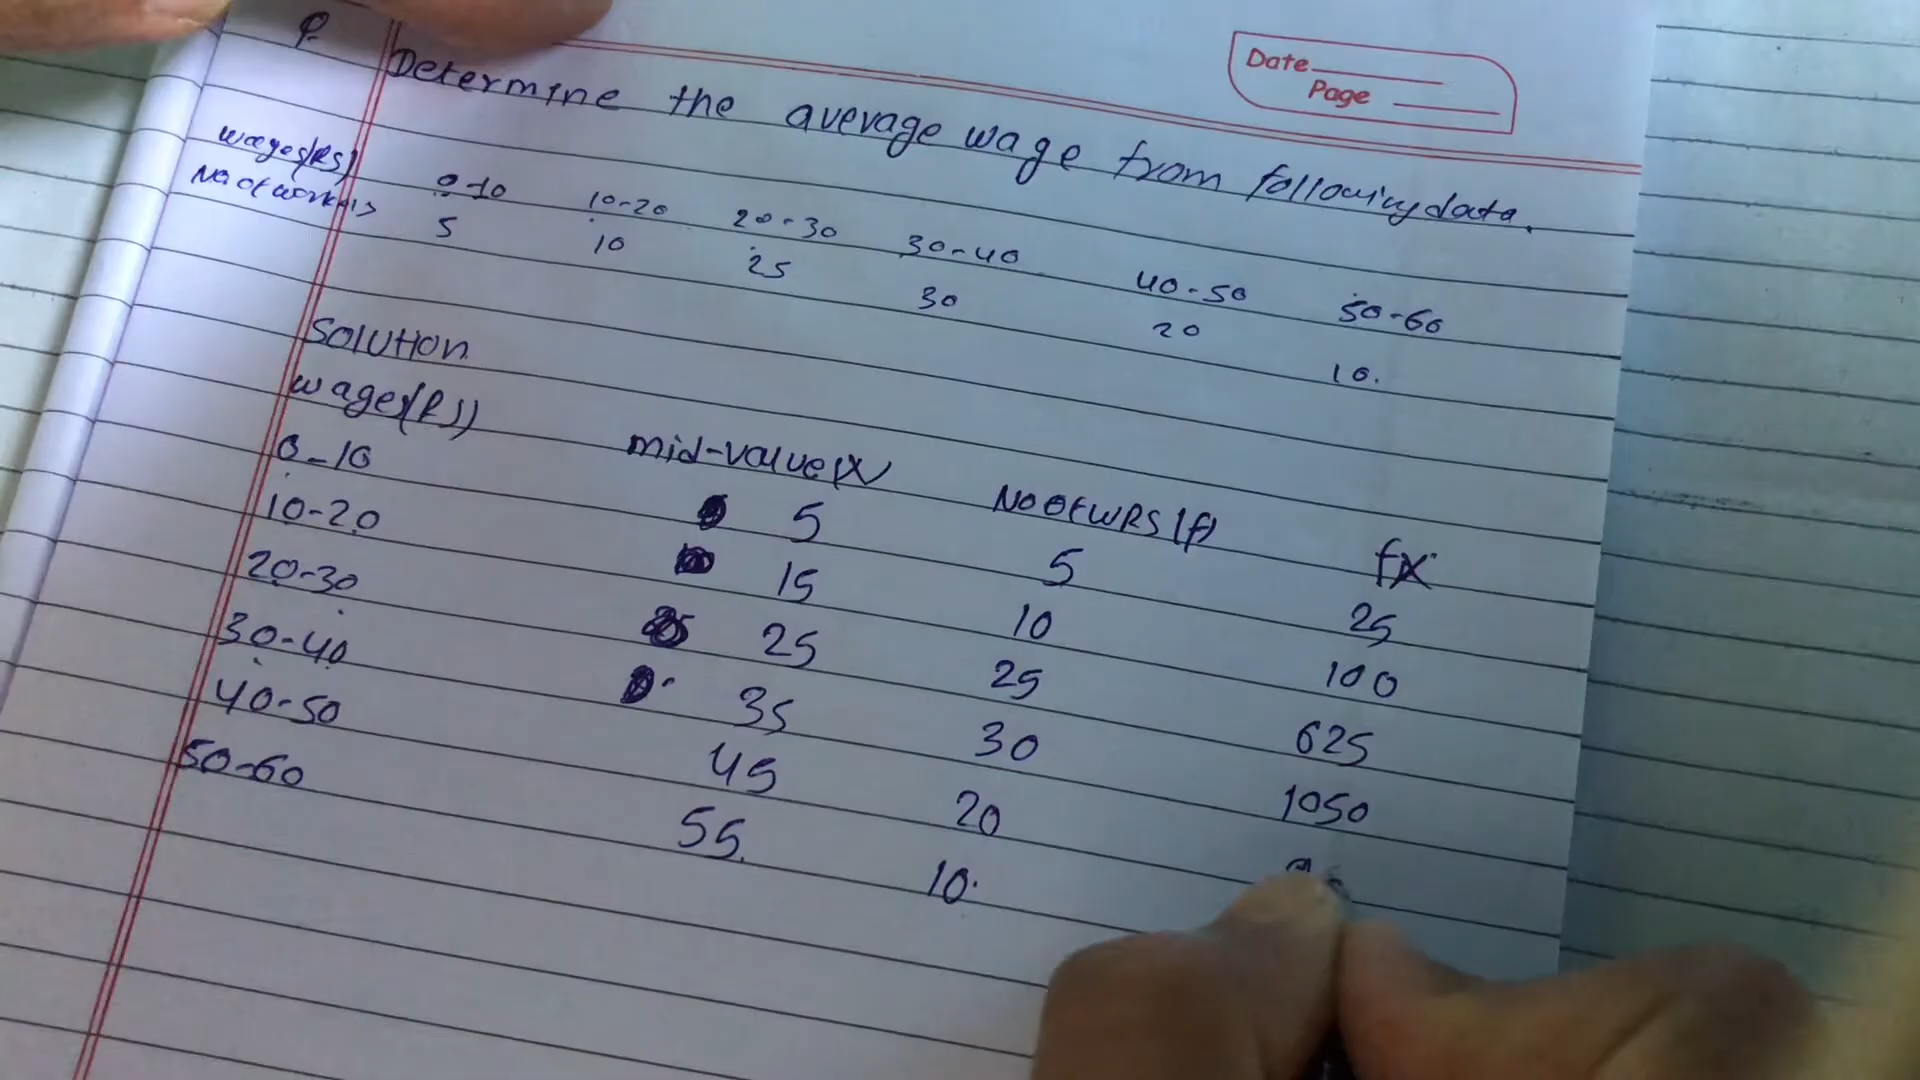 Date
Page
Q. Determine the average wage from following data.
wages(RS) 0-10 10-20 20-30 30-40 40-50 50-60
No of workers 5 10 25 30 20 10.
SOLUTION
wages(RS) mid-value(X) NO Of WRS (f) fX
0-10 5 5 25
10-20 15 10 100
20-30 25 25 625
30-40 35 30 1050
40-50 45 20
50-60 55. 10.